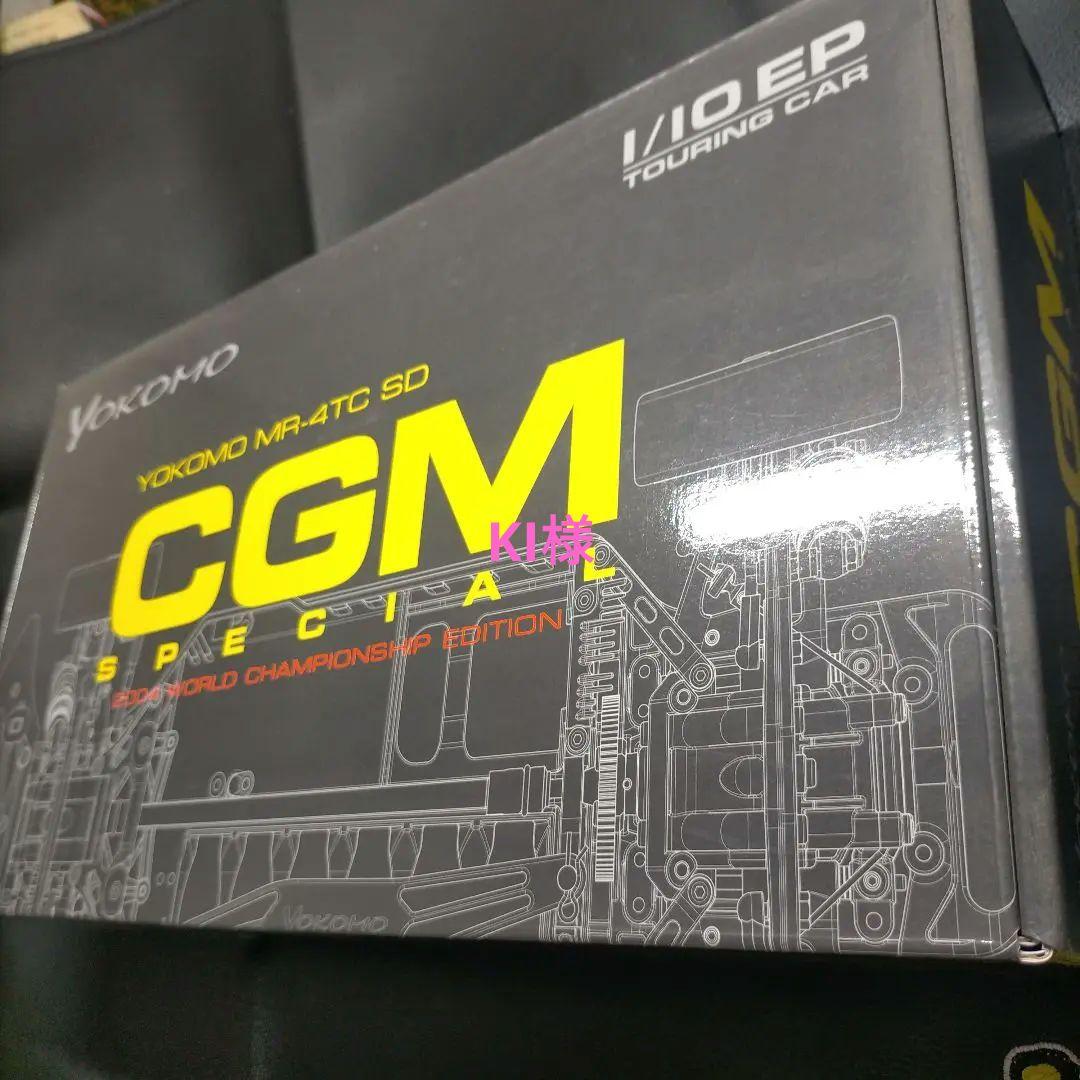 1/10 EP
TOURING CAR
YOKOMO
YOKOMO MR-4TC SD
CGM
KI様
SPECIAL
2004 WORLD CHAMPIONSHIP EDITION
YOKOMO
CGM